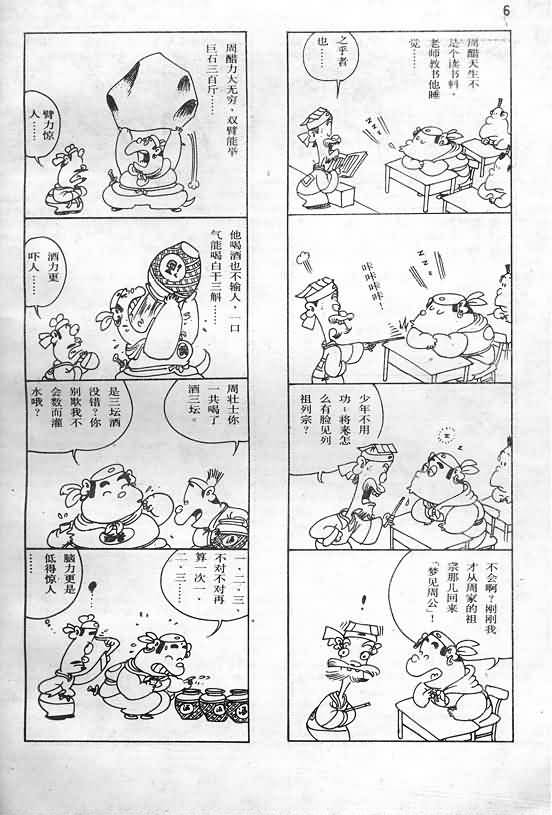 6
周醋天生不
是个读书料，
老师教书他睡
觉……
之乎者
也……
z z z
z z z
咔咔咔咔！
少年不用
功，将来怎
么有脸见列
祖列宗？
z z
不会啊？刚刚我
才从周家的祖
宗那儿回来
「梦见周公」！
周醋力大无穷，双臂能举
巨石三百斤……
臂力惊
人……
他喝酒也不输人，一口
气能喝白干三斛……
酒力更
吓人……
周壮士你
一共喝了
酒三坛。
是三坛酒
没错？你
别欺我不
会数而灌
水哦？
一．二．三
不对不对再
算一次一．
二．三……
脑力更是
低得惊人
……